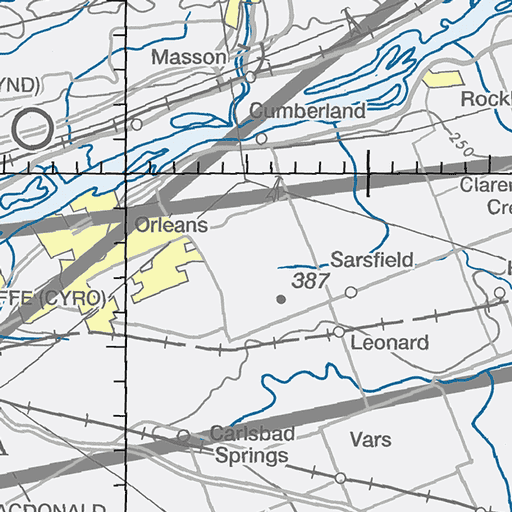 Masson
YND)
Cumberland
Rockl
250
Claren
Cre
Orleans
Sarsfield
387
FFE (CYRO)
Leonard
Carlsbad
Springs
Vars
ACDONALD